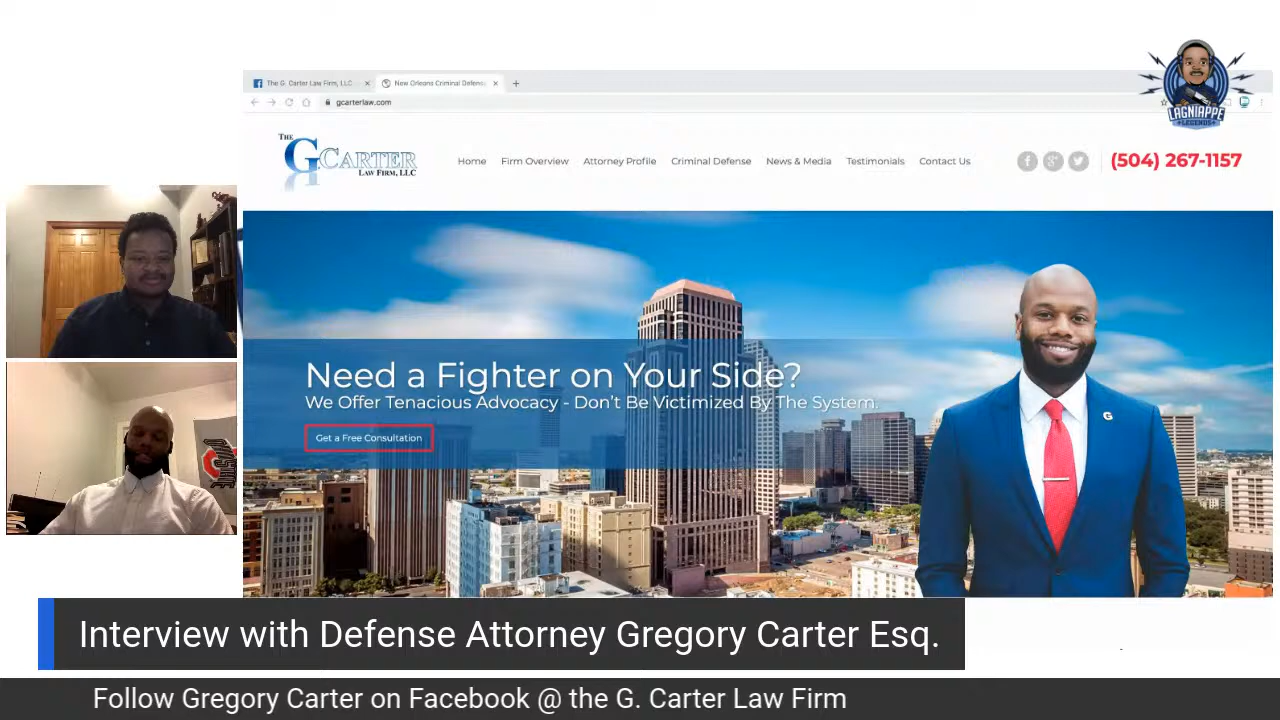 The G. Carter Law Firm, LLC
New Orleans Criminal Defens
gcarterlaw.com
LAGNIAPPE
LEGENDS
THE
G. CARTER
LAW FIRM, LLC
Home Firm Overview Attorney Profile Criminal Defense News & Media Testimonials Contact Us
(504) 267-1157
Need a Fighter on Your Side?
We Offer Tenacious Advocacy - Don't Be Victimized By The System.
Get a Free Consultation
G
Interview with Defense Attorney Gregory Carter Esq.
Follow Gregory Carter on Facebook @ the G. Carter Law Firm